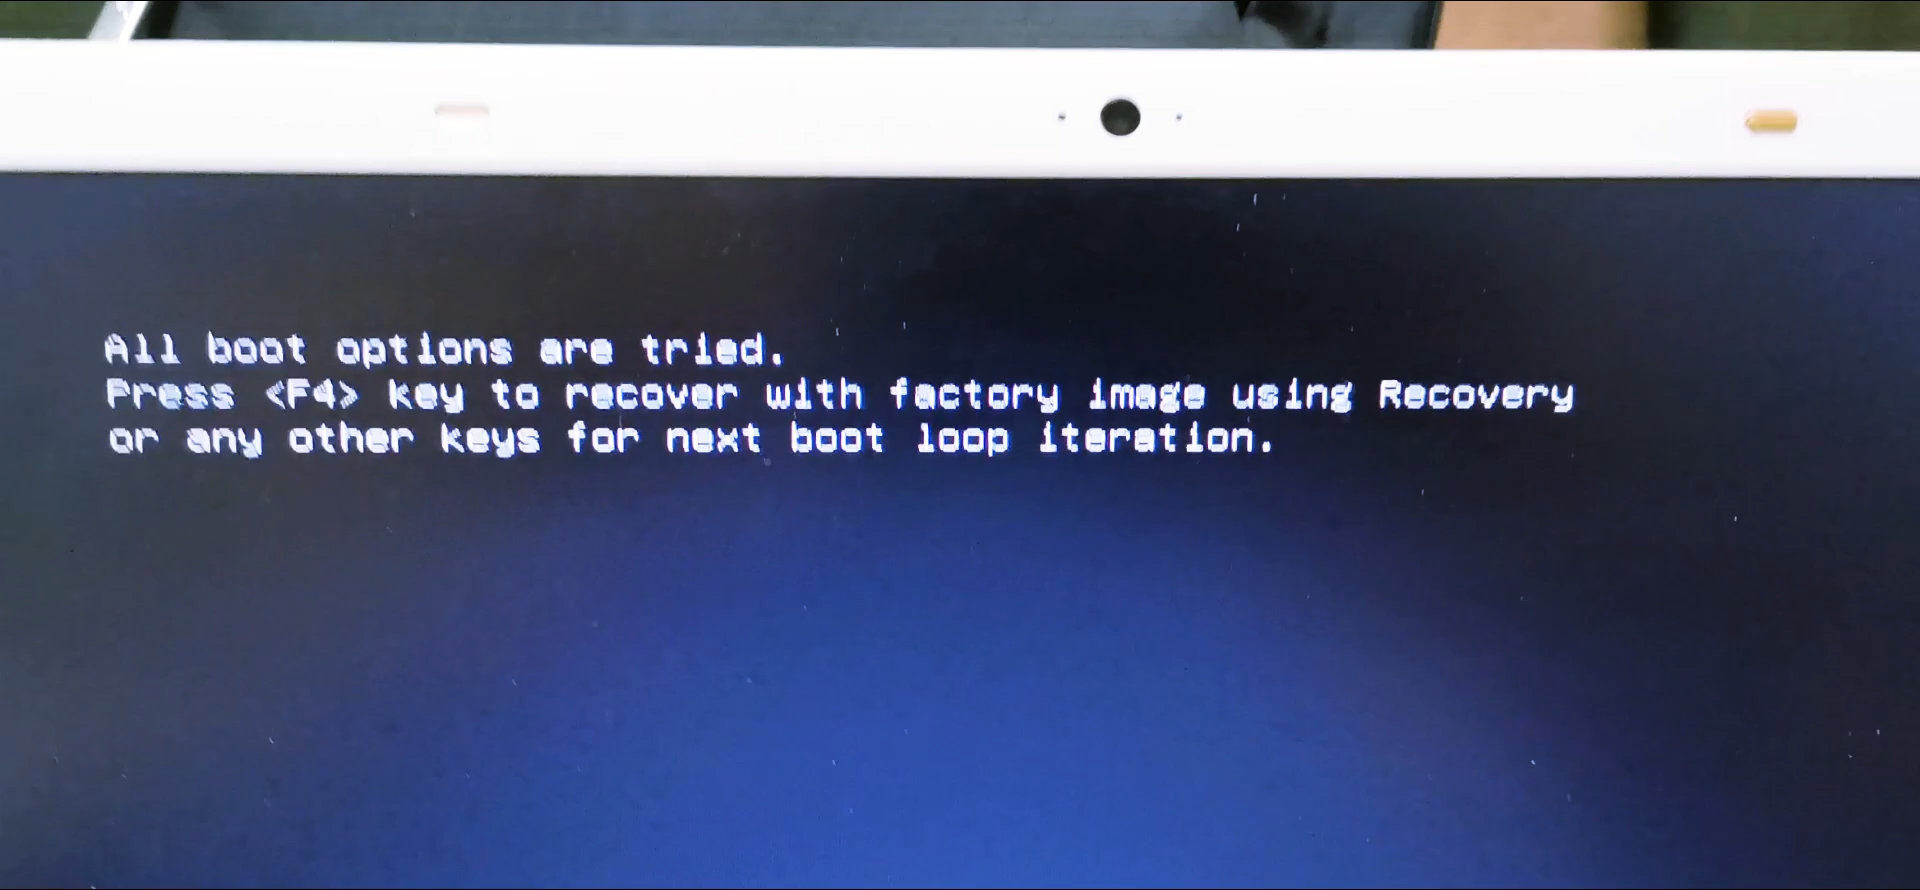 All boot options are tried.
Press <F4> key to recover with factory image using Recovery
or any other keys for next boot loop iteration.